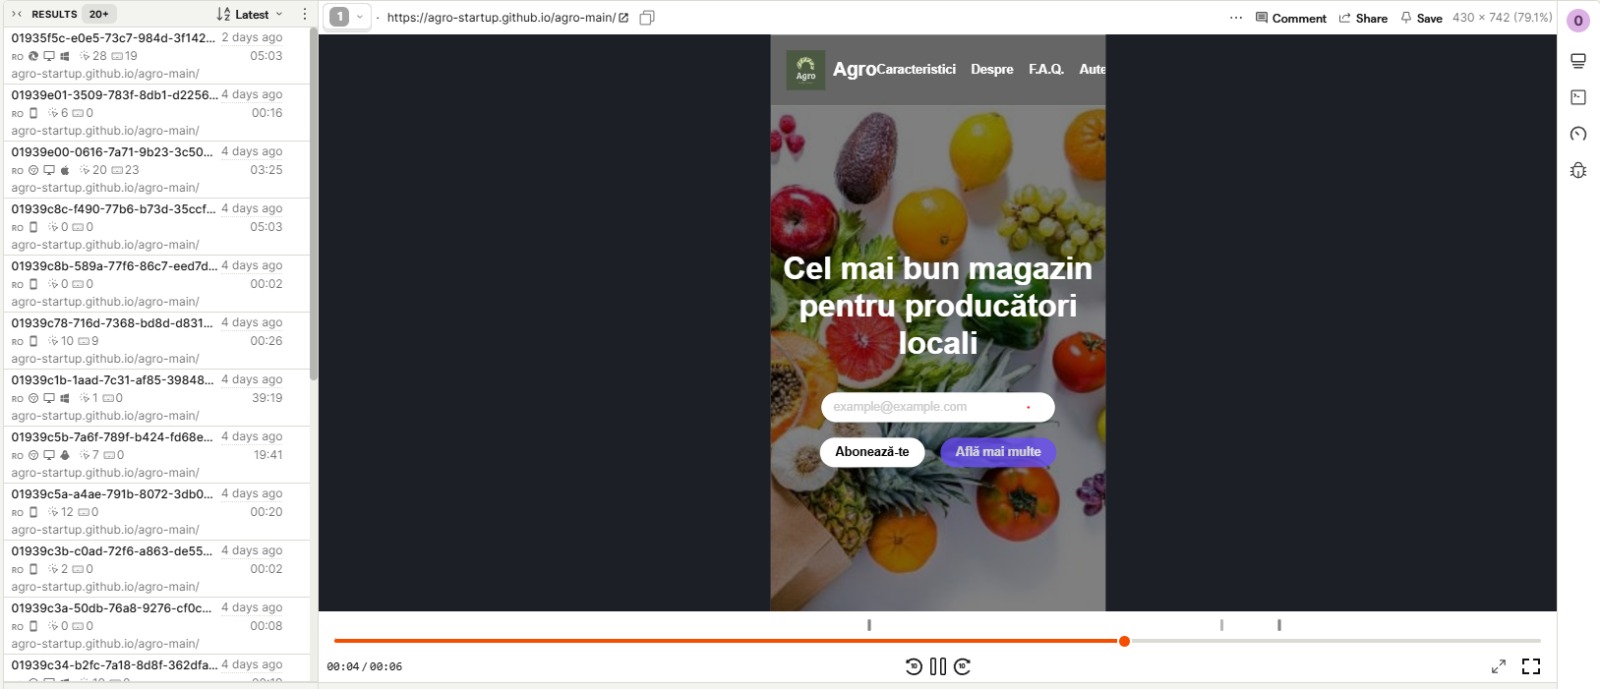 RESULTS 20+ Latest
01935f5c-e0e5-73c7-984d-3f142... 2 days ago
RO 28 19 05:03
agro-startup.github.io/agro-main/
01939e01-3509-783f-8db1-d2256... 4 days ago
RO 6 0 00:16
agro-startup.github.io/agro-main/
01939e00-0616-7a71-9b23-3c50... 4 days ago
RO 20 23 03:25
agro-startup.github.io/agro-main/
01939c8c-f490-77b6-b73d-35ccf... 4 days ago
RO 0 0 05:03
agro-startup.github.io/agro-main/
01939c8b-589a-77f6-86c7-eed7d... 4 days ago
RO 0 0 00:02
agro-startup.github.io/agro-main/
01939c78-716d-7368-bd8d-d831... 4 days ago
RO 10 9 00:26
agro-startup.github.io/agro-main/
01939c1b-1aad-7c31-af85-39848... 4 days ago
RO 1 0 39:19
agro-startup.github.io/agro-main/
01939c5b-7a6f-789f-b424-fd68e... 4 days ago
RO 7 0 19:41
agro-startup.github.io/agro-main/
01939c5a-a4ae-791b-8072-3db0... 4 days ago
RO 12 0 00:20
agro-startup.github.io/agro-main/
01939c3b-c0ad-72f6-a863-de55... 4 days ago
RO 2 0 00:02
agro-startup.github.io/agro-main/
01939c3a-50db-76a8-9276-cf0c... 4 days ago
RO 0 0 00:08
agro-startup.github.io/agro-main/
01939c34-b2fc-7a18-8d8f-362dfa... 4 days ago
1 · https://agro-startup.github.io/agro-main/ ... Comment Share Save 430 × 742 (79.1%) 0
Agro AgroCaracteristici Despre F.A.Q. Aute
Cel mai bun magazin
pentru producători
locali
example@example.com
Abonează-te Află mai multe
00:04 / 00:06 10 10